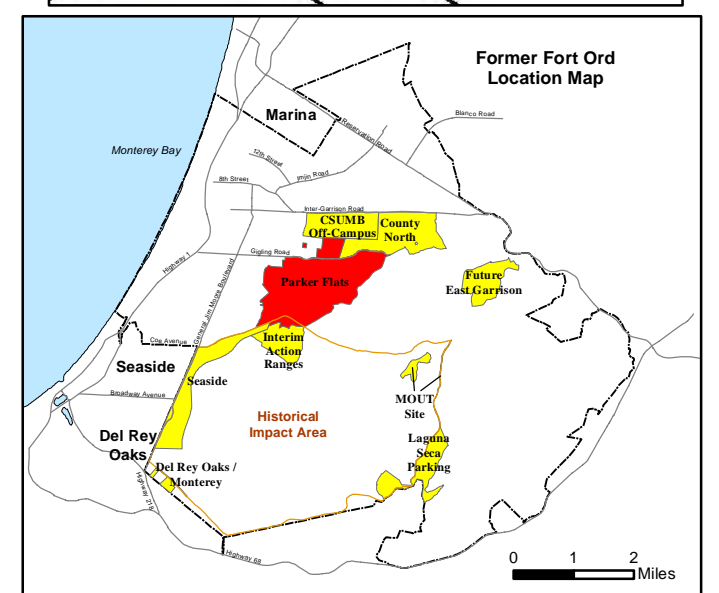 Former Fort Ord
Location Map
Marina
Blanco Road
Reservation Road
Monterey Bay
12th Street
Imjin Road
8th Street
Inter-Garrison Road
CSUMB
Off-Campus
County
North
Gigling Road
Highway 1
General Jim Moore Boulevard
Parker Flats
Future
East Garrison
Coe Avenue
Interim
Action
Ranges
Seaside
Seaside
Broadway Avenue
MOUT
Site
Historical
Impact Area
Del Rey
Oaks
Laguna
Seca
Parking
Del Rey Oaks /
Monterey
Highway 218
Highway 68
0 1 2
Miles